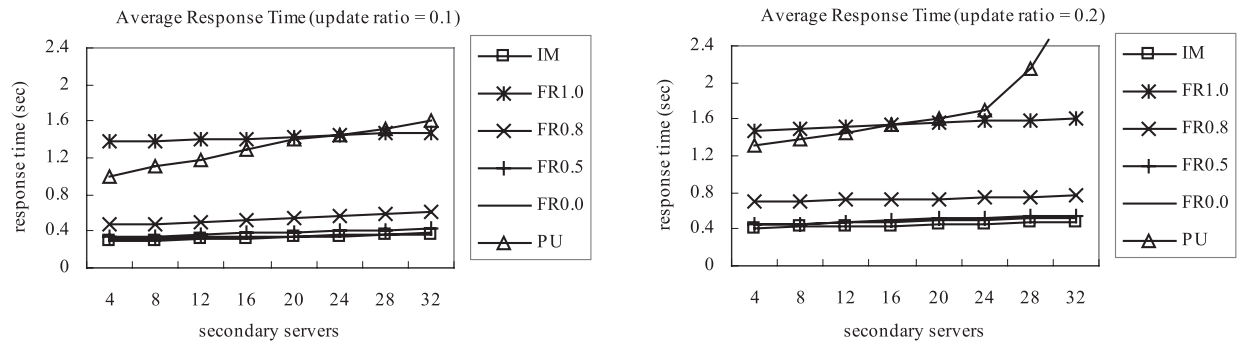 Average Response Time (update ratio = 0.1)
response time (sec)
2.4
2
1.6
1.2
0.8
0.4
0
4 8 12 16 20 24 28 32
secondary servers
IM
FR1.0
FR0.8
FR0.5
FR0.0
PU
Average Response Time (update ratio = 0.2)
response time (sec)
2.4
2
1.6
1.2
0.8
0.4
0
4 8 12 16 20 24 28 32
secondary servers
IM
FR1.0
FR0.8
FR0.5
FR0.0
PU